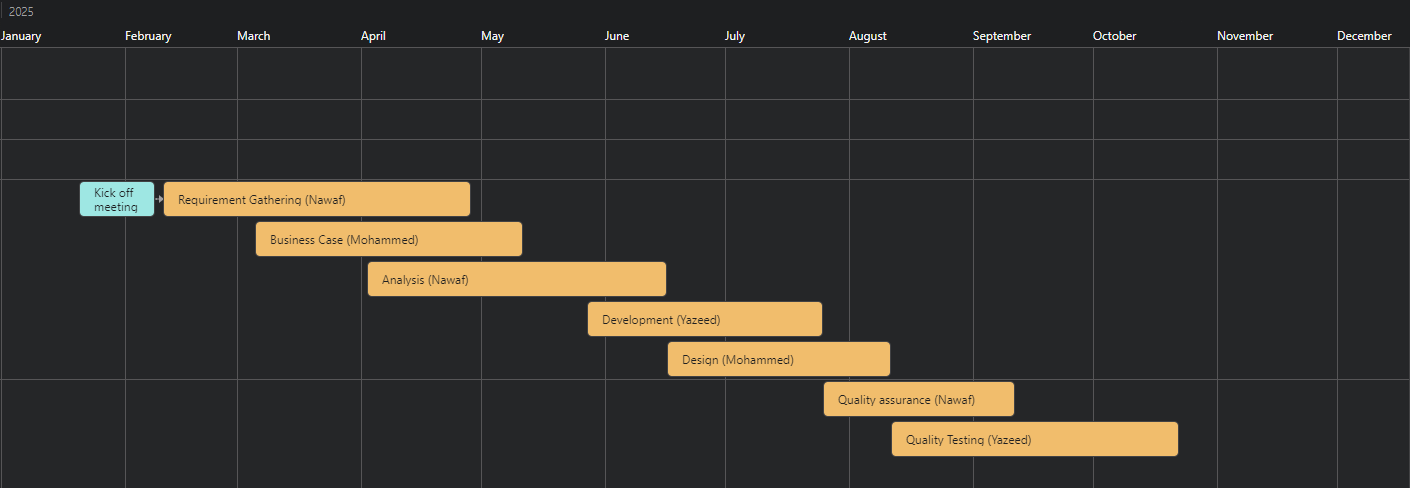 2025
January February March April May June July August September October November December
Kick off
meeting
Requirement Gathering (Nawaf)
Business Case (Mohammed)
Analysis (Nawaf)
Development (Yazeed)
Design (Mohammed)
Quality assurance (Nawaf)
Quality Testing (Yazeed)